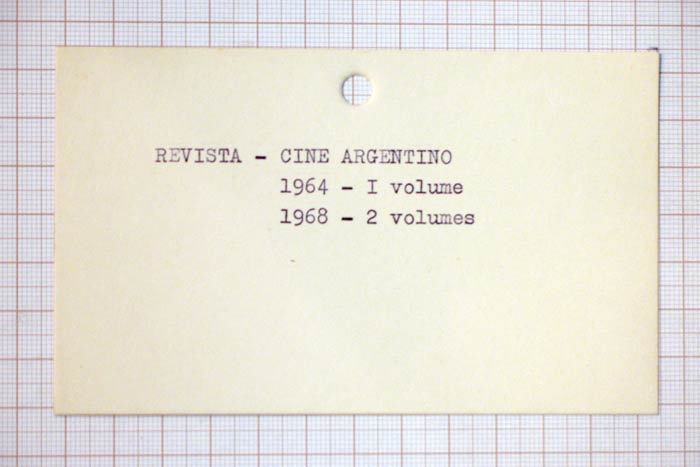 REVISTA - CINE ARGENTINO
1964 - I volume
1968 - 2 volumes